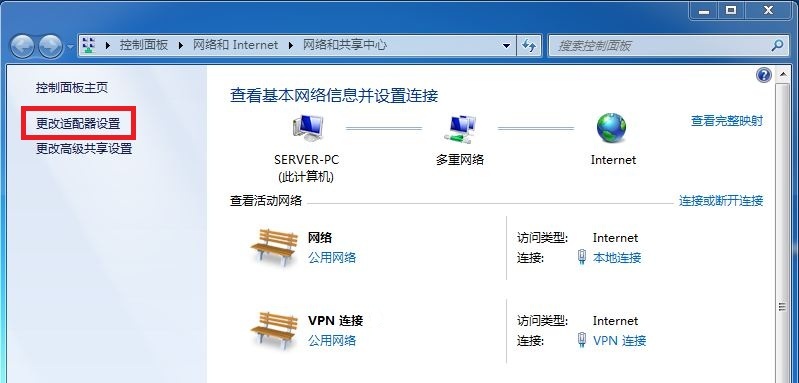 控制面板 网络和 Internet 网络和共享中心 搜索控制面板
控制面板主页
更改适配器设置
更改高级共享设置
查看基本网络信息并设置连接
查看完整映射
SERVER-PC 多重网络 Internet
(此计算机)
查看活动网络 连接或断开连接
网络 访问类型: Internet
公用网络 连接: 本地连接
VPN 连接 访问类型: Internet
公用网络 连接: VPN 连接